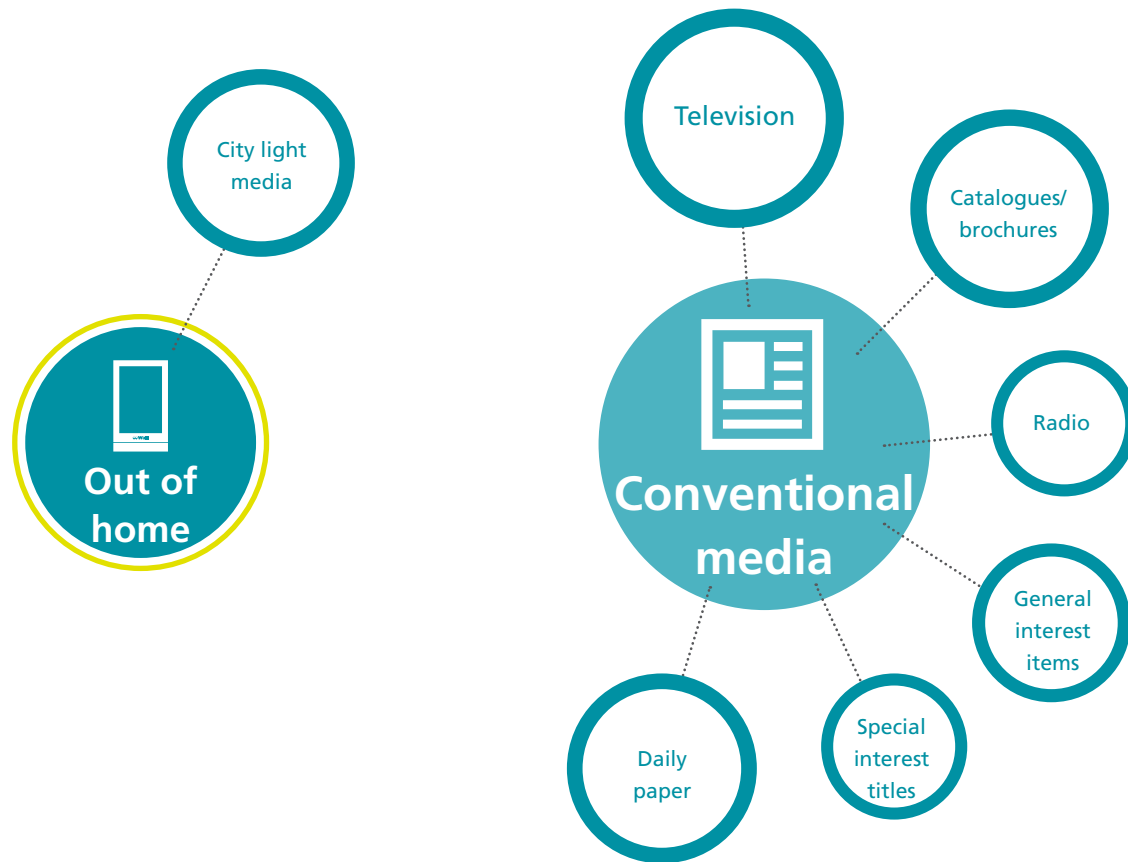 City light
media
Out of
home
Television
Catalogues/
brochures
Radio
Conventional
media
General
interest
items
Special
interest
titles
Daily
paper